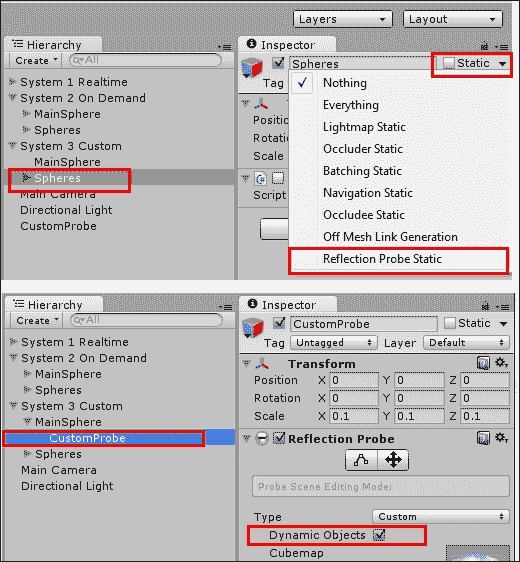 Layers Layout
Hierarchy
Create All
System 1 Realtime
System 2 On Demand
MainSphere
Spheres
System 3 Custom
MainSphere
Spheres
Main Camera
Directional Light
CustomProbe
Inspector
Spheres Static
Tag
Positio
Rotatio
Scale
Script
Nothing
Everything
Lightmap Static
Occluder Static
Batching Static
Navigation Static
Occludee Static
Off Mesh Link Generation
Reflection Probe Static
Hierarchy
Create All
System 1 Realtime
System 2 On Demand
MainSphere
Spheres
System 3 Custom
MainSphere
CustomProbe
Spheres
Main Camera
Directional Light
Inspector
CustomProbe Static
Tag Untagged Layer Default
Transform
Position X 0 Y 0 Z 0
Rotation X 0 Y 0 Z 0
Scale X 0.1 Y 0.1 Z 0.1
Reflection Probe
Probe Scene Editing Mode:
Type Custom
Dynamic Objects
Cubemap